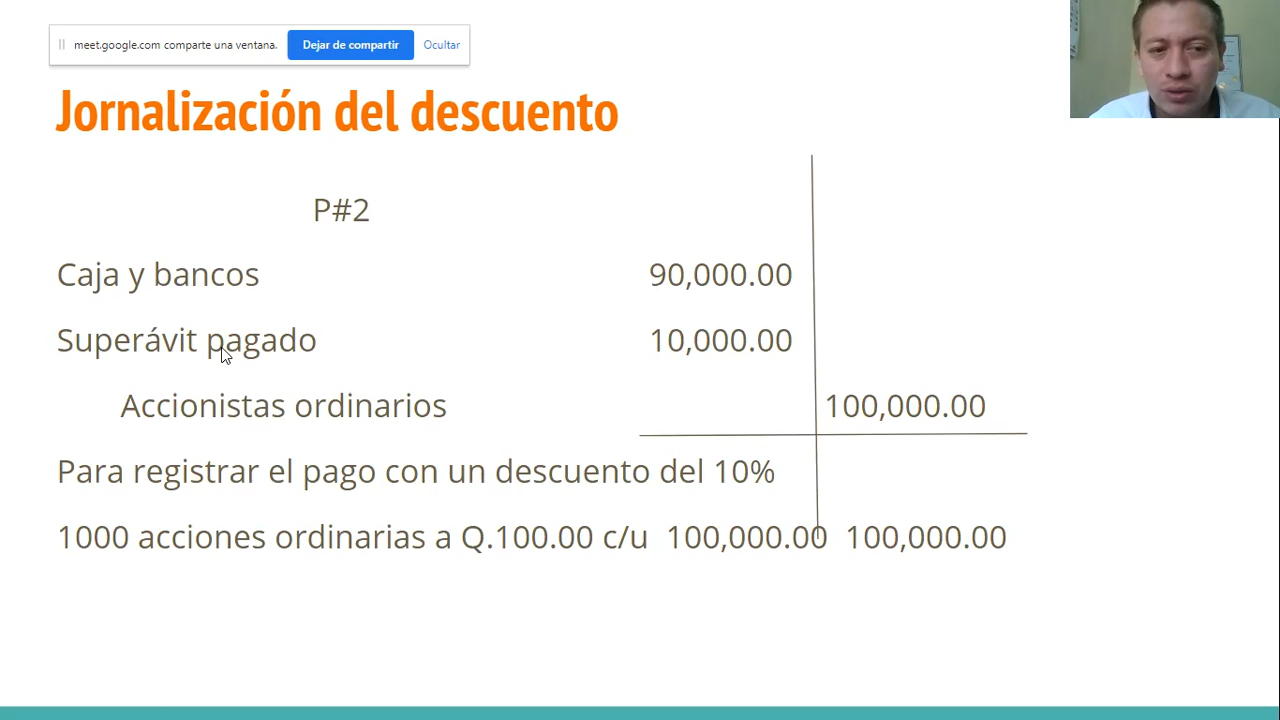 meet.google.com comparte una ventana. Dejar de compartir Ocultar
Jornalización del descuento
P#2
Caja y bancos 90,000.00
Superávit pagado 10,000.00
Accionistas ordinarios 100,000.00
Para registrar el pago con un descuento del 10%
1000 acciones ordinarias a Q.100.00 c/u 100,000.00 100,000.00